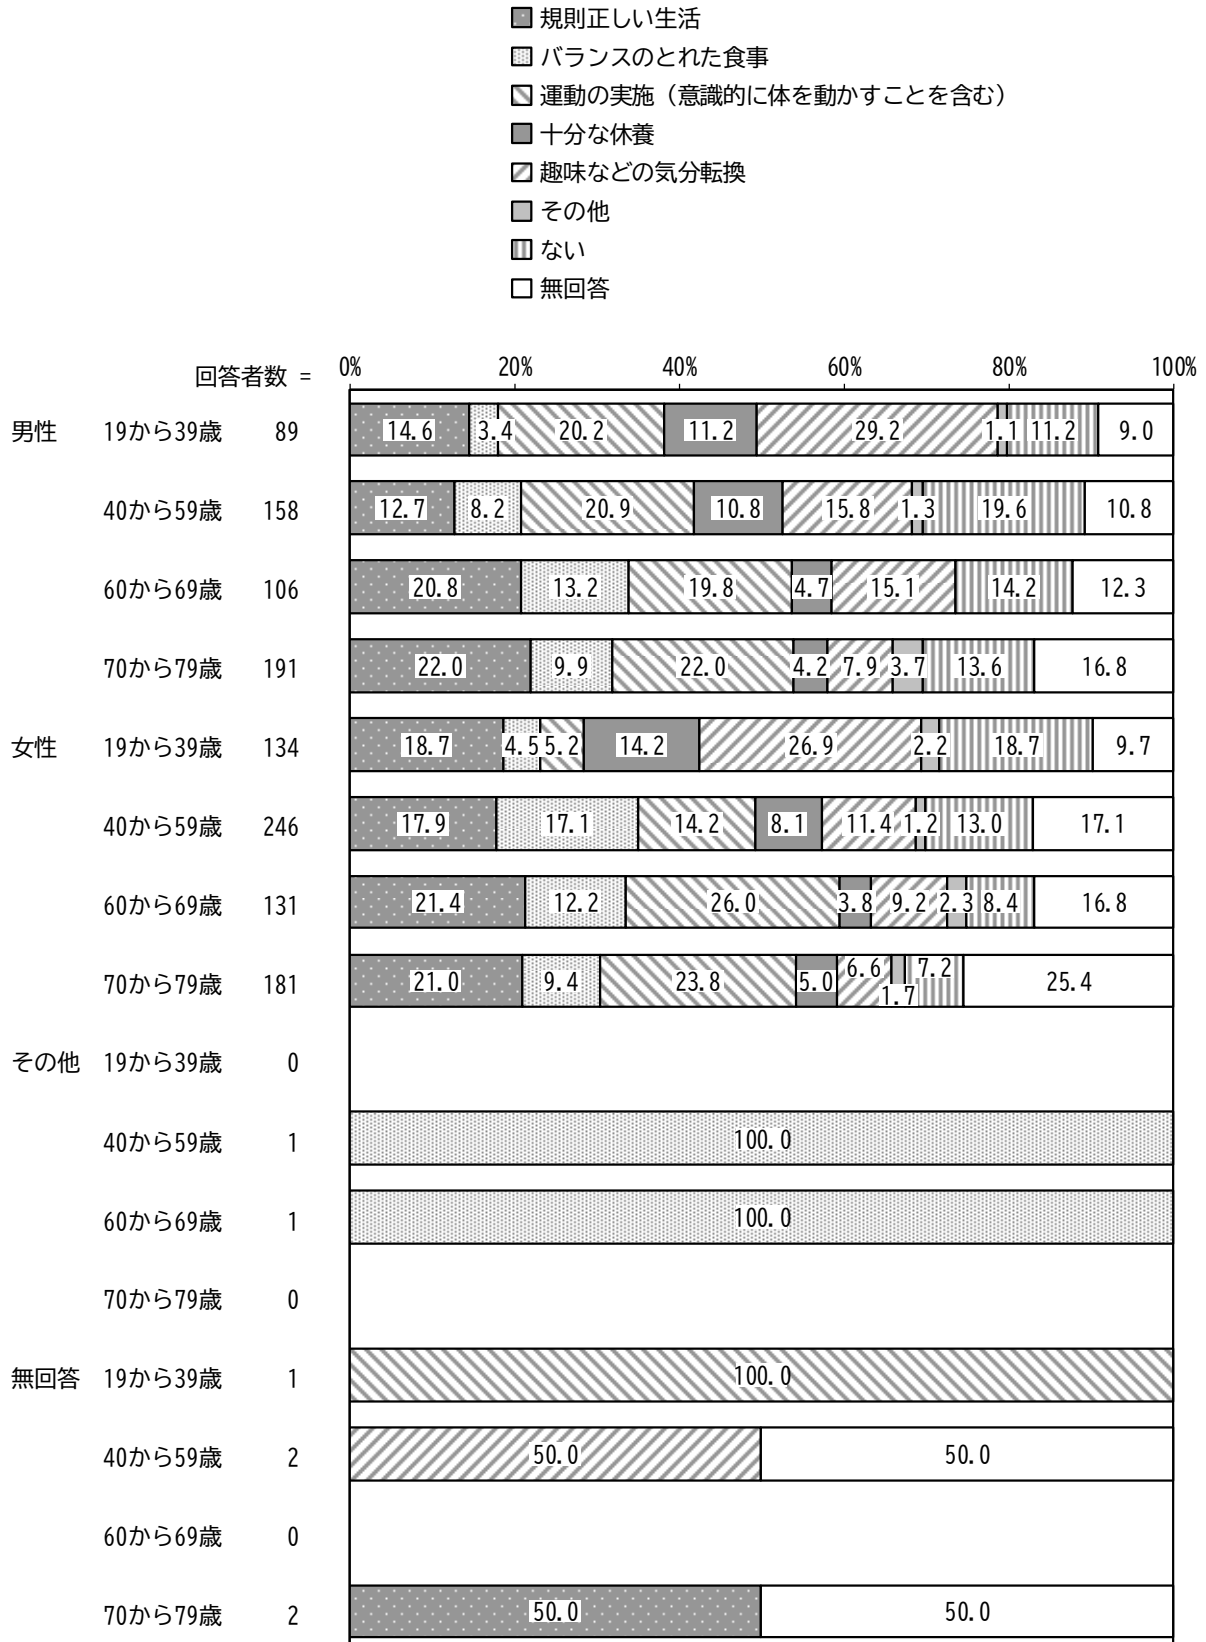 規則正しい生活
バランスのとれた食事
運動の実施（意識的に体を動かすことを含む）
十分な休養
趣味などの気分転換
その他
ない
無回答
回答者数 = 0% 20% 40% 60% 80% 100%
男性 19から39歳 89 14.6 3.4 20.2 11.2 29.2 1.1 11.2 9.0
40から59歳 158 12.7 8.2 20.9 10.8 15.8 1.3 19.6 10.8
60から69歳 106 20.8 13.2 19.8 4.7 15.1 14.2 12.3
70から79歳 191 22.0 9.9 22.0 4.2 7.9 3.7 13.6 16.8
女性 19から39歳 134 18.7 4.5 5.2 14.2 26.9 2.2 18.7 9.7
40から59歳 246 17.9 17.1 14.2 8.1 11.4 1.2 13.0 17.1
60から69歳 131 21.4 12.2 26.0 3.8 9.2 2.3 8.4 16.8
70から79歳 181 21.0 9.4 23.8 5.0 6.6 1.7 7.2 25.4
その他 19から39歳 0
40から59歳 1 100.0
60から69歳 1 100.0
70から79歳 0
無回答 19から39歳 1 100.0
40から59歳 2 50.0 50.0
60から69歳 0
70から79歳 2 50.0 50.0